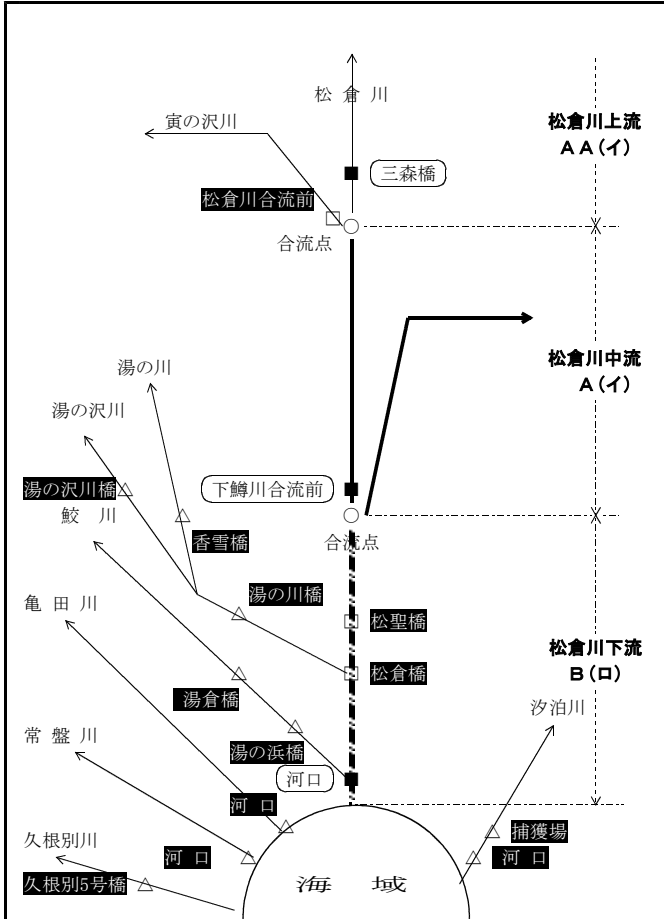 松 倉 川
寅の沢川
松倉川上流
ＡＡ（イ）
三森橋
松倉川合流前
合流点
湯の川
松倉川中流
Ａ（イ）
湯の沢川
湯の沢川橋
下鱒川合流前
鮫 川
香雪橋
合流点
湯の川橋
亀 田 川
松聖橋
松倉川下流
Ｂ（ロ）
松倉橋
湯倉橋
汐泊川
常 盤 川
湯の浜橋
河口
河 口
久根別川
捕獲場
河 口
河 口
久根別5号橋
海 域